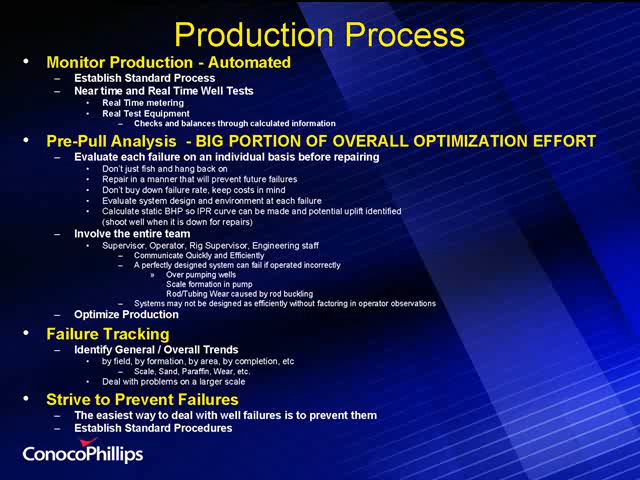 Production Process
• Monitor Production - Automated
– Establish Standard Process
– Near time and Real Time Well Tests
• Real Time metering
• Real Test Equipment
– Checks and balances through calculated information
• Pre-Pull Analysis - BIG PORTION OF OVERALL OPTIMIZATION EFFORT
– Evaluate each failure on an individual basis before repairing
• Don't just fish and hang back on
• Repair in a manner that will prevent future failures
• Don't buy down failure rate, keep costs in mind
• Evaluate system design and environment at each failure
• Calculate static BHP so IPR curve can be made and potential uplift identified
(shoot well when it is down for repairs)
– Involve the entire team
• Supervisor, Operator, Rig Supervisor, Engineering staff
– Communicate Quickly and Efficiently
– A perfectly designed system can fail if operated incorrectly
» Over pumping wells
Scale formation in pump
Rod/Tubing Wear caused by rod buckling
– Systems may not be designed as efficiently without factoring in operator observations
– Optimize Production
• Failure Tracking
– Identify General / Overall Trends
• by field, by formation, by area, by completion, etc
– Scale, Sand, Paraffin, Wear, etc.
• Deal with problems on a larger scale
• Strive to Prevent Failures
– The easiest way to deal with well failures is to prevent them
– Establish Standard Procedures
ConocoPhillips